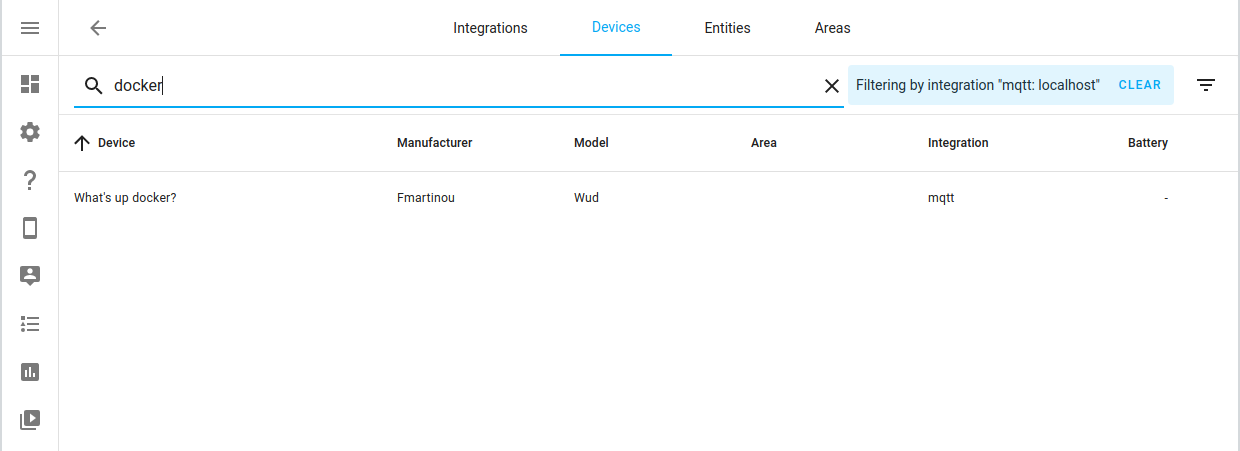 Integrations Devices Entities Areas
docker Filtering by integration "mqtt: localhost" CLEAR
Device Manufacturer Model Area Integration Battery
What's up docker? Fmartinou Wud mqtt -